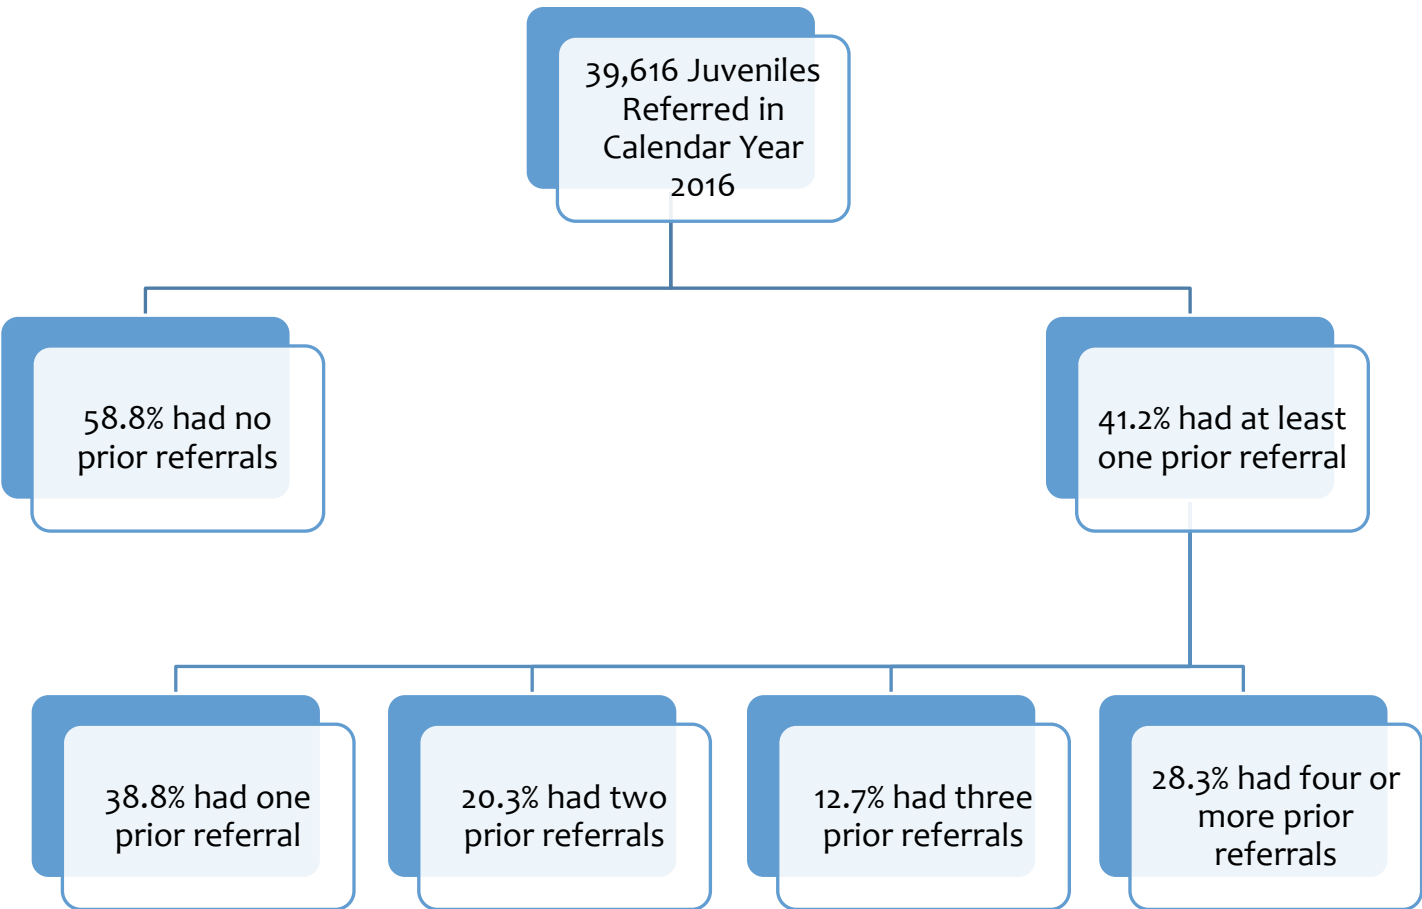 39,616 Juveniles
Referred in
Calendar Year
2016
58.8% had no
prior referrals
41.2% had at least
one prior referral
38.8% had one
prior referral
20.3% had two
prior referrals
12.7% had three
prior referrals
28.3% had four or
more prior
referrals